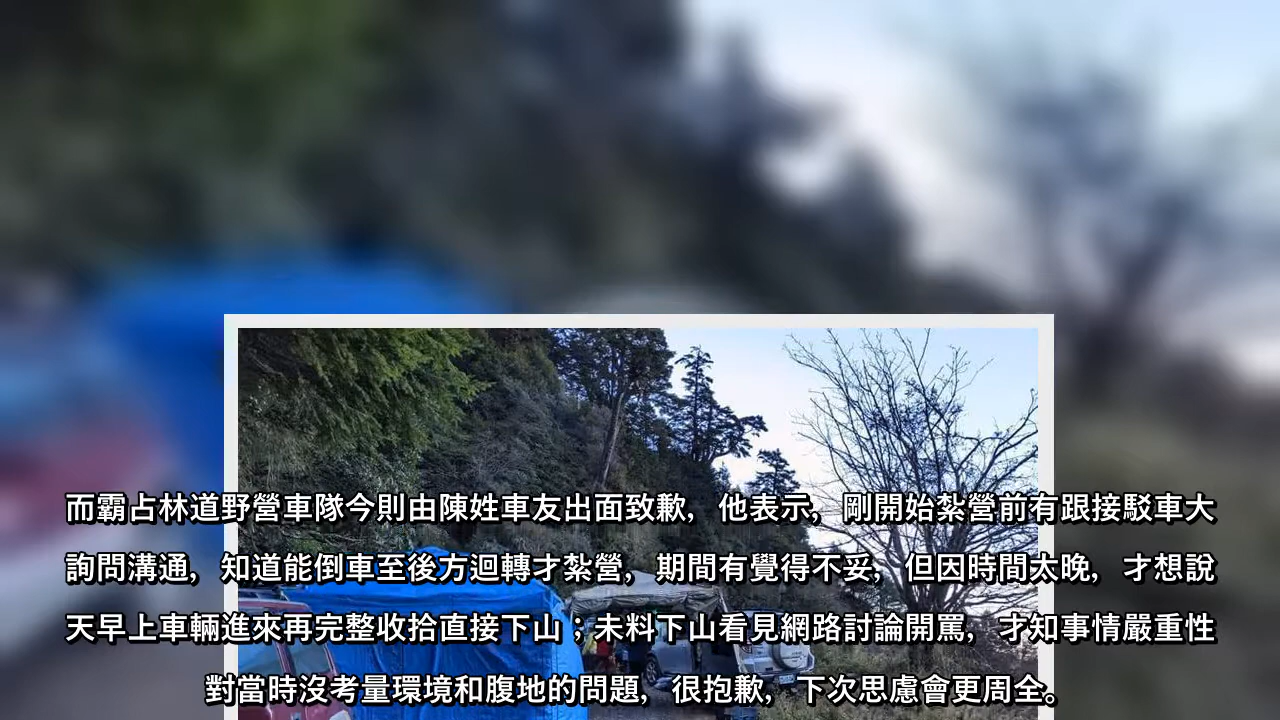 而霸占林道野營車隊今則由陳姓車友出面致歉，他表示，剛開始紮營前有跟接駁車大
詢問溝通，知道能倒車至後方迴轉才紮營，期間有覺得不妥，但因時間太晚，才想說
天早上車輛進來再完整收拾直接下山；未料下山看見網路討論開罵，才知事情嚴重性
對當時沒考量環境和腹地的問題，很抱歉，下次思慮會更周全。